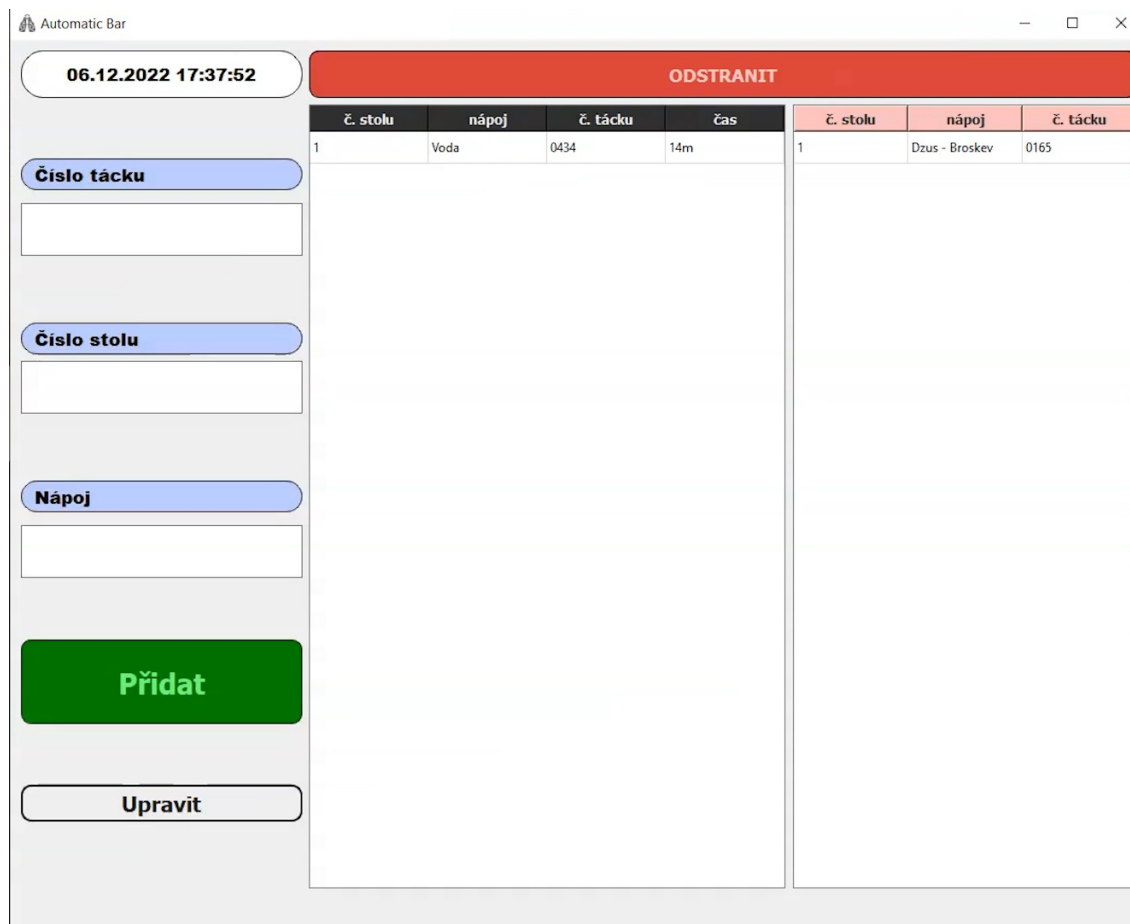 Automatic Bar
06.12.2022 17:37:52
ODSTRANIT
č. stolu nápoj č. tácku čas
1 Voda 0434 14m
č. stolu nápoj č. tácku
1 Dzus - Broskev 0165
Číslo tácku
Číslo stolu
Nápoj
Přidat
Upravit